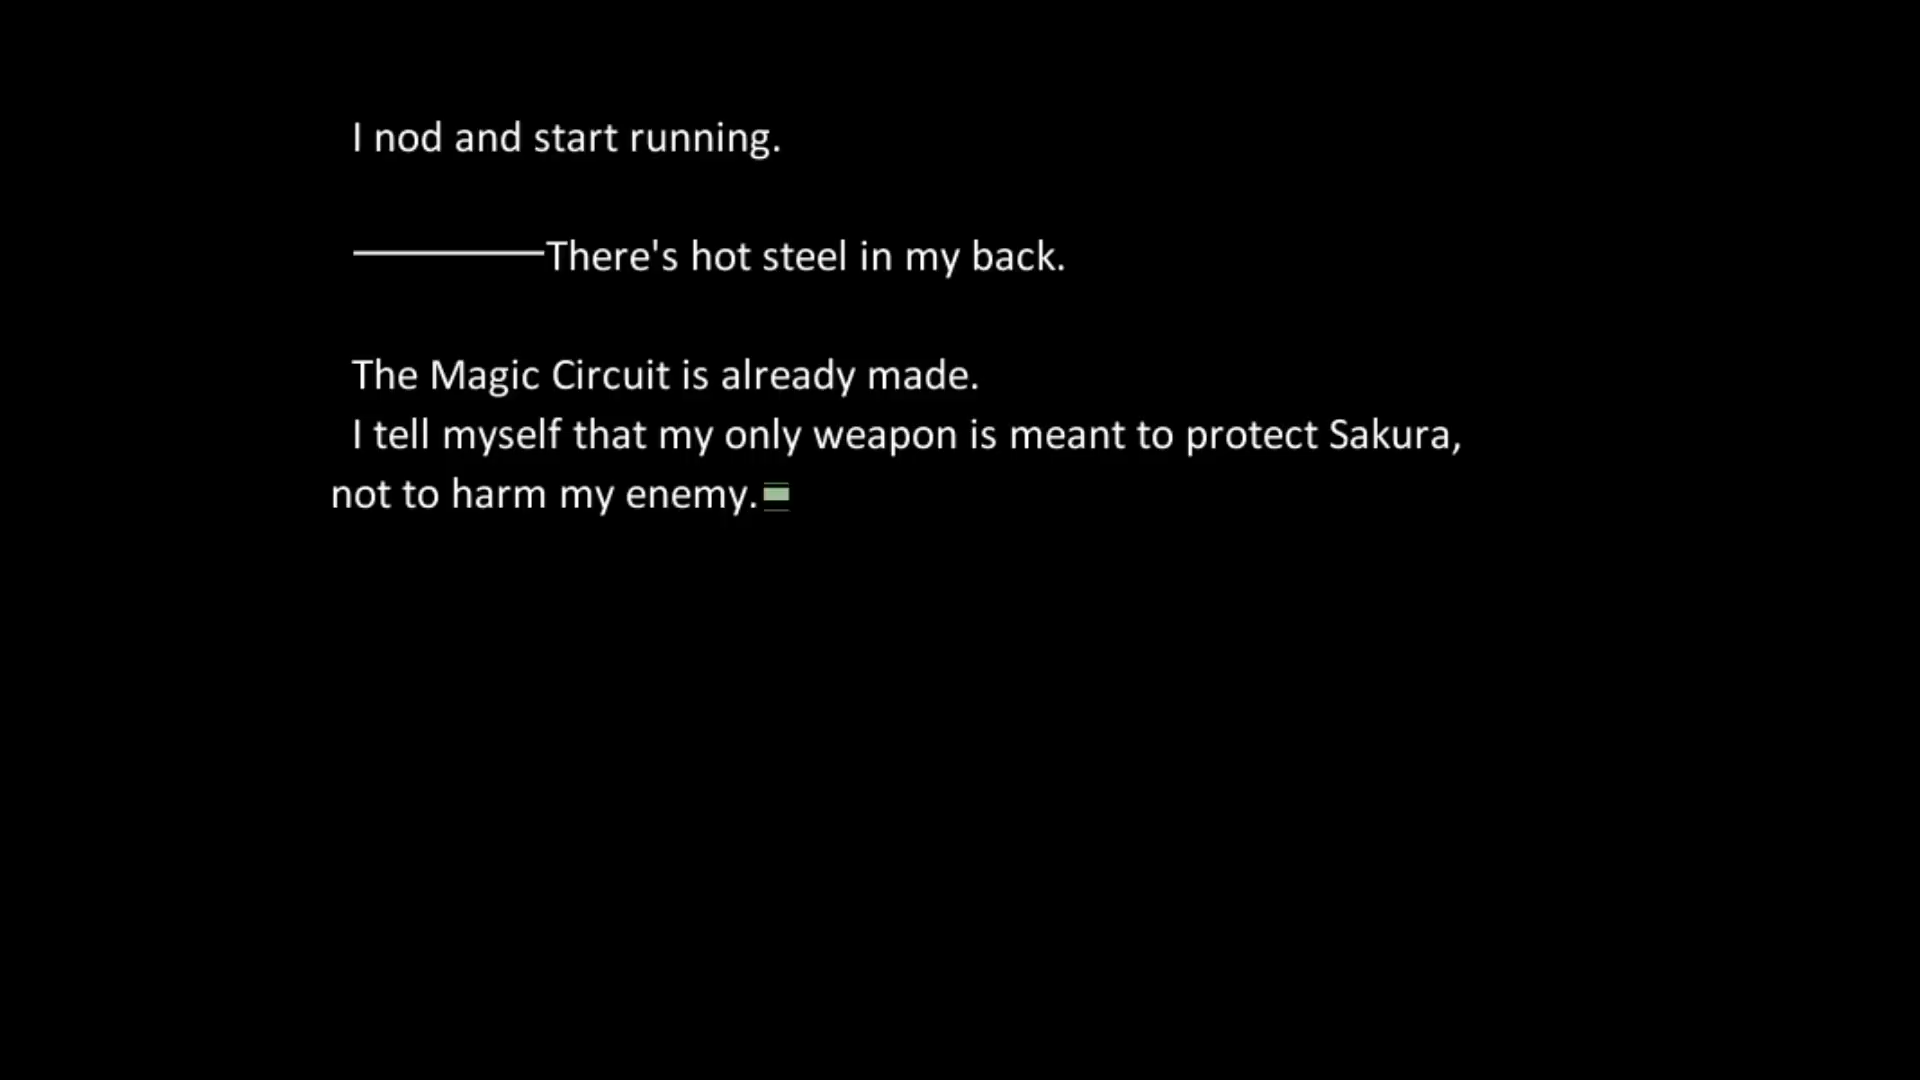 I nod and start running.
————There's hot steel in my back.
The Magic Circuit is already made.
I tell myself that my only weapon is meant to protect Sakura,
not to harm my enemy.